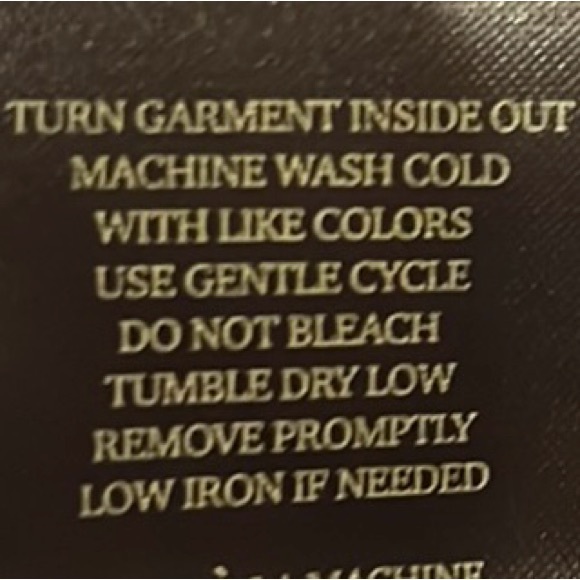 TURN GARMENT INSIDE OUT
MACHINE WASH COLD
WITH LIKE COLORS
USE GENTLE CYCLE
DO NOT BLEACH
TUMBLE DRY LOW
REMOVE PROMPTLY
LOW IRON IF NEEDED
MACHINE